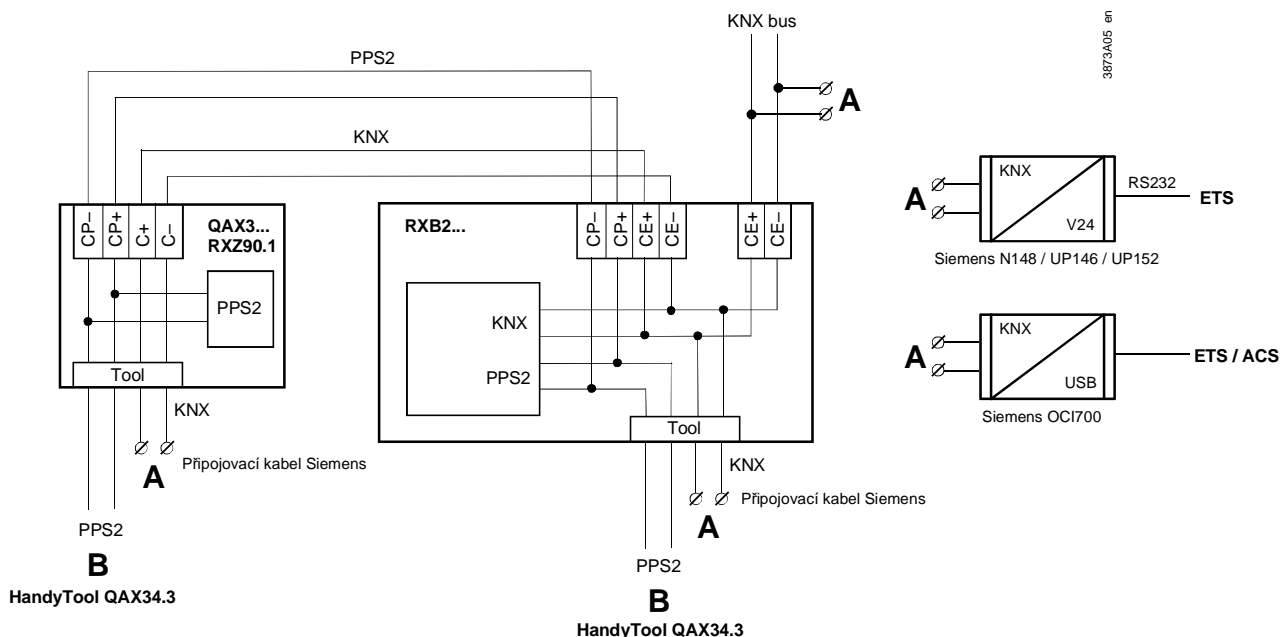 KNX bus
3873A05 en
PPS2
A
KNX
CP–
CP+
C+
C–
QAX3...
RXZ90.1
PPS2
Tool
KNX
A
Připojovací kabel Siemens
PPS2
B
HandyTool QAX34.3
RXB2...
CP–
CP+
CE+
CE–
CE+
CE–
KNX
PPS2
Tool
KNX
A
Připojovací kabel Siemens
PPS2
B
HandyTool QAX34.3
A
KNX
V24
RS232
ETS
Siemens N148 / UP146 / UP152
A
KNX
USB
ETS / ACS
Siemens OCI700